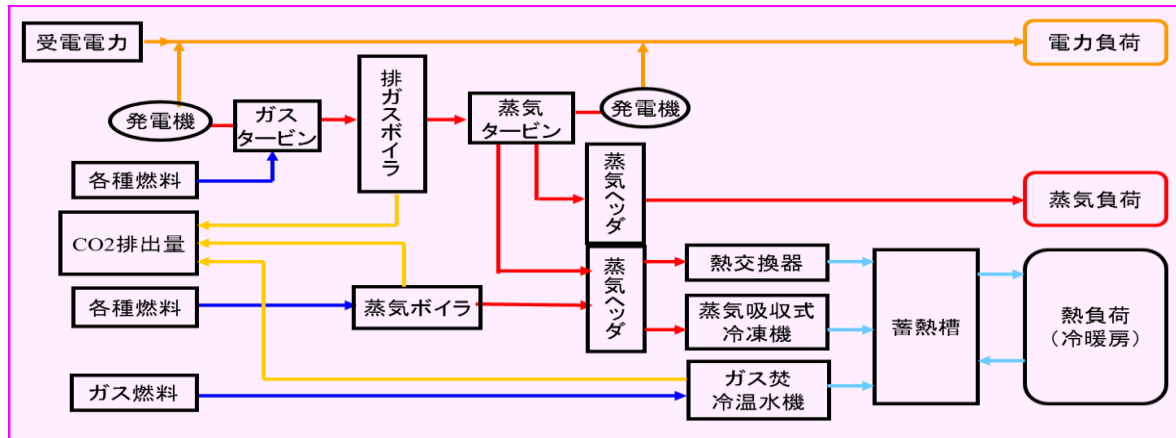 受電電力
電力負荷
発電機
ガス
タービン
排ガスボイラ
蒸気
タービン
発電機
各種燃料
蒸気ヘッダ
蒸気負荷
CO2排出量
蒸気ヘッダ
熱交換器
各種燃料
蒸気ボイラ
蒸気吸収式
冷凍機
蓄熱槽
熱負荷
（冷暖房）
ガス燃料
ガス焚
冷温水機